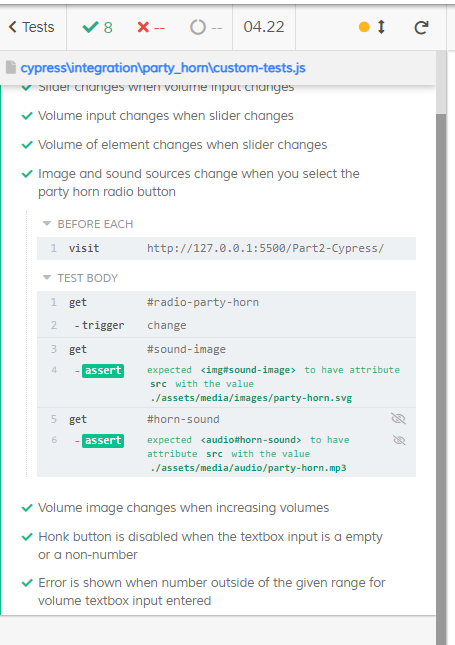 Tests 8 -- -- 04.22
cypress\integration\party_horn\custom-tests.js
Slider changes when volume input changes
Volume input changes when slider changes
Volume of element changes when slider changes
Image and sound sources change when you select the
party horn radio button
BEFORE EACH
1 visit http://127.0.0.1:5500/Part2-Cypress/
TEST BODY
1 get #radio-party-horn
2 -trigger change
3 get #sound-image
4 -assert expected <img#sound-image> to have attribute
src with the value
./assets/media/images/party-horn.svg
5 get #horn-sound
6 -assert expected <audio#horn-sound> to have
attribute src with the value
./assets/media/audio/party-horn.mp3
Volume image changes when increasing volumes
Honk button is disabled when the textbox input is a empty
or a non-number
Error is shown when number outside of the given range for
volume textbox input entered